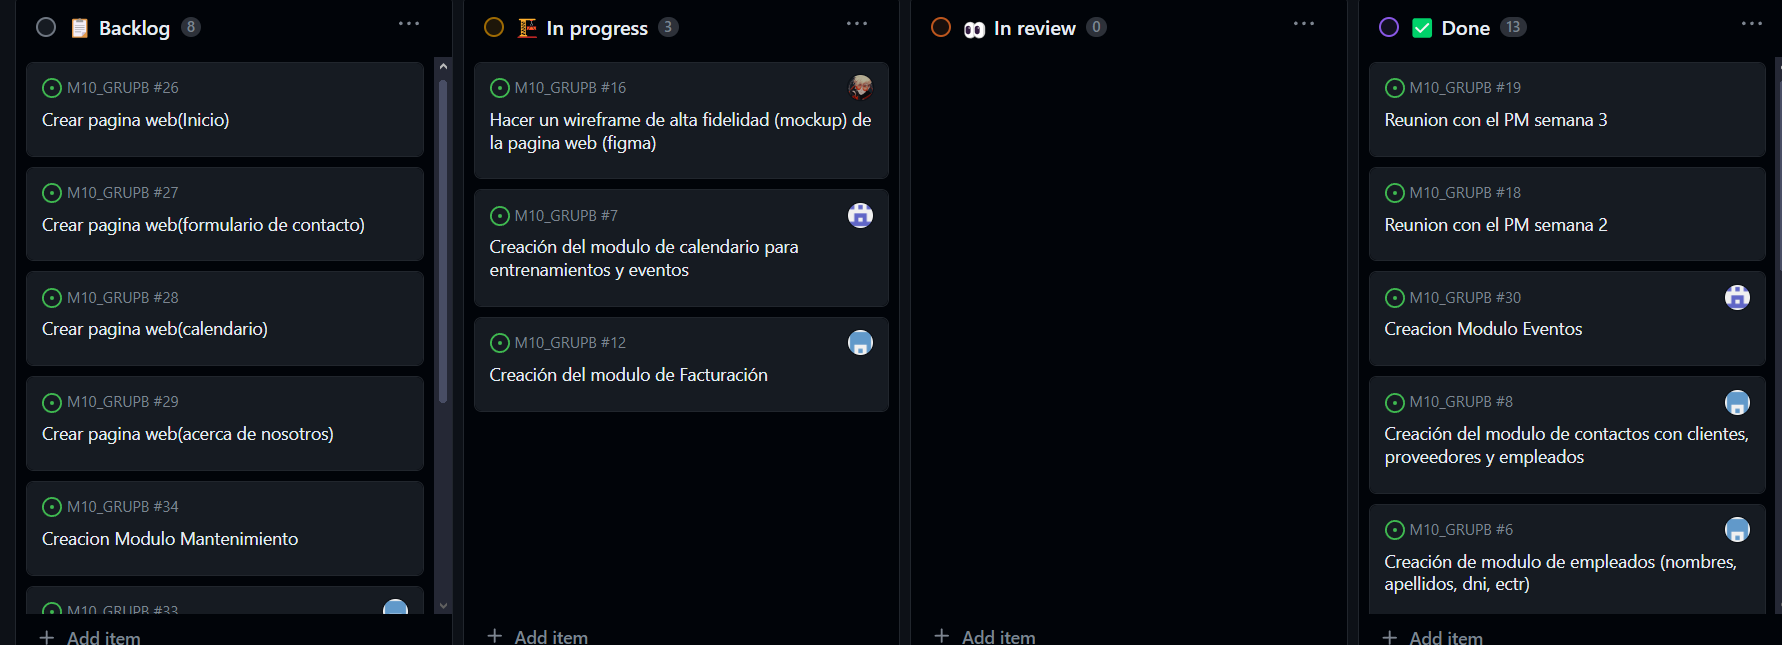 Backlog 8
M10_GRUPB #26
Crear pagina web(Inicio)
M10_GRUPB #27
Crear pagina web(formulario de contacto)
M10_GRUPB #28
Crear pagina web(calendario)
M10_GRUPB #29
Crear pagina web(acerca de nosotros)
M10_GRUPB #34
Creacion Modulo Mantenimiento
M10_GRUPB #33
Add item
In progress 3
M10_GRUPB #16
Hacer un wireframe de alta fidelidad (mockup) de
la pagina web (figma)
M10_GRUPB #7
Creación del modulo de calendario para
entrenamientos y eventos
M10_GRUPB #12
Creación del modulo de Facturación
Add item
In review 0
Add item
Done 13
M10_GRUPB #19
Reunion con el PM semana 3
M10_GRUPB #18
Reunion con el PM semana 2
M10_GRUPB #30
Creacion Modulo Eventos
M10_GRUPB #8
Creación del modulo de contactos con clientes,
proveedores y empleados
M10_GRUPB #6
Creación de modulo de empleados (nombres,
apellidos, dni, ectr)
Add item